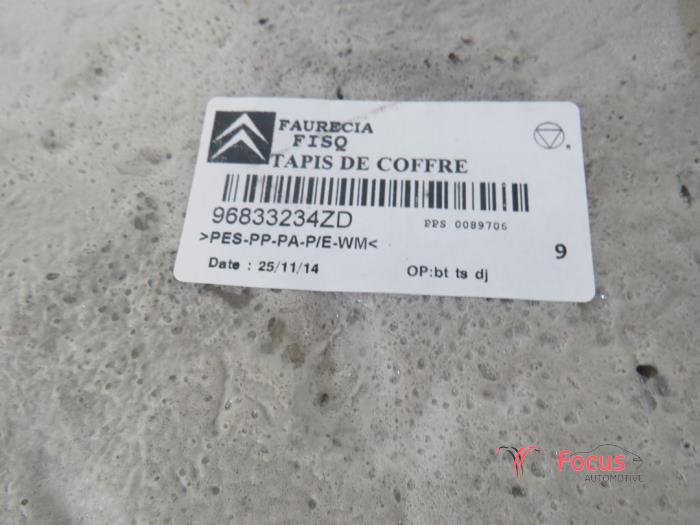 FAURECIA
FISQ
TAPIS DE COFFRE
96833234ZD
PPS 0089706
>PES-PP-PA-P/E-WM<
9
Date : 25/11/14
OP:bt ts dj
Focus
AUTOMOTIVE